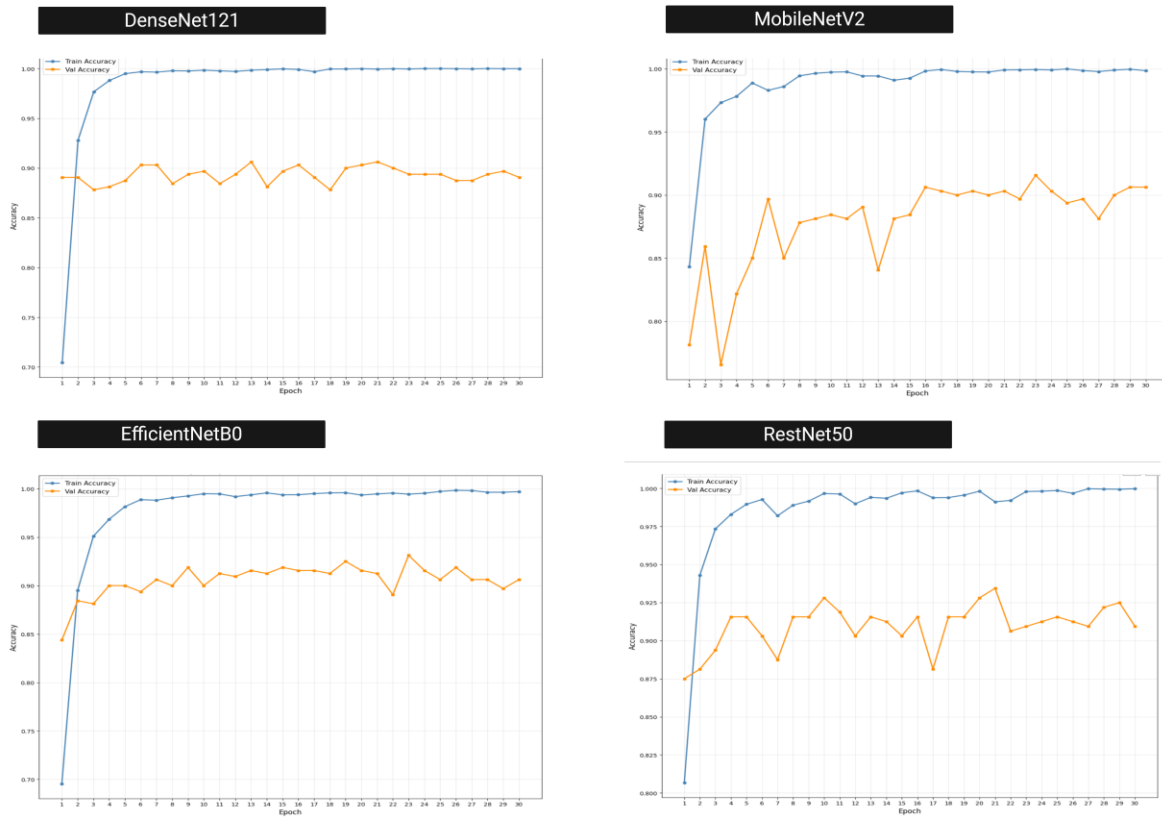 DenseNet121
Train Accuracy
Val Accuracy
1.00
0.95
0.90
0.85
0.80
0.75
0.70
Accuracy
1 2 3 4 5 6 7 8 9 10 11 12 13 14 15 16 17 18 19 20 21 22 23 24 25 26 27 28 29 30
Epoch
MobileNetV2
Train Accuracy
Val Accuracy
1.00
0.95
0.90
0.85
0.80
Accuracy
1 2 3 4 5 6 7 8 9 10 11 12 13 14 15 16 17 18 19 20 21 22 23 24 25 26 27 28 29 30
Epoch
EfficientNetB0
Train Accuracy
Val Accuracy
1.00
0.95
0.90
0.85
0.80
0.75
0.70
Accuracy
1 2 3 4 5 6 7 8 9 10 11 12 13 14 15 16 17 18 19 20 21 22 23 24 25 26 27 28 29 30
Epoch
RestNet50
Train Accuracy
Val Accuracy
1.000
0.975
0.950
0.925
0.900
0.875
0.850
0.825
0.800
Accuracy
1 2 3 4 5 6 7 8 9 10 11 12 13 14 15 16 17 18 19 20 21 22 23 24 25 26 27 28 29 30
Epoch